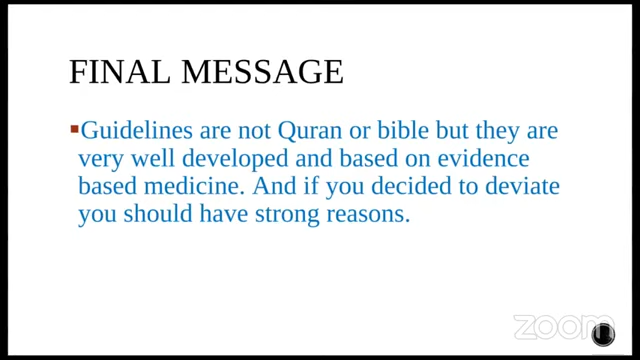 FINAL MESSAGE
▪Guidelines are not Quran or bible but they are
very well developed and based on evidence
based medicine. And if you decided to deviate
you should have strong reasons.
zoom